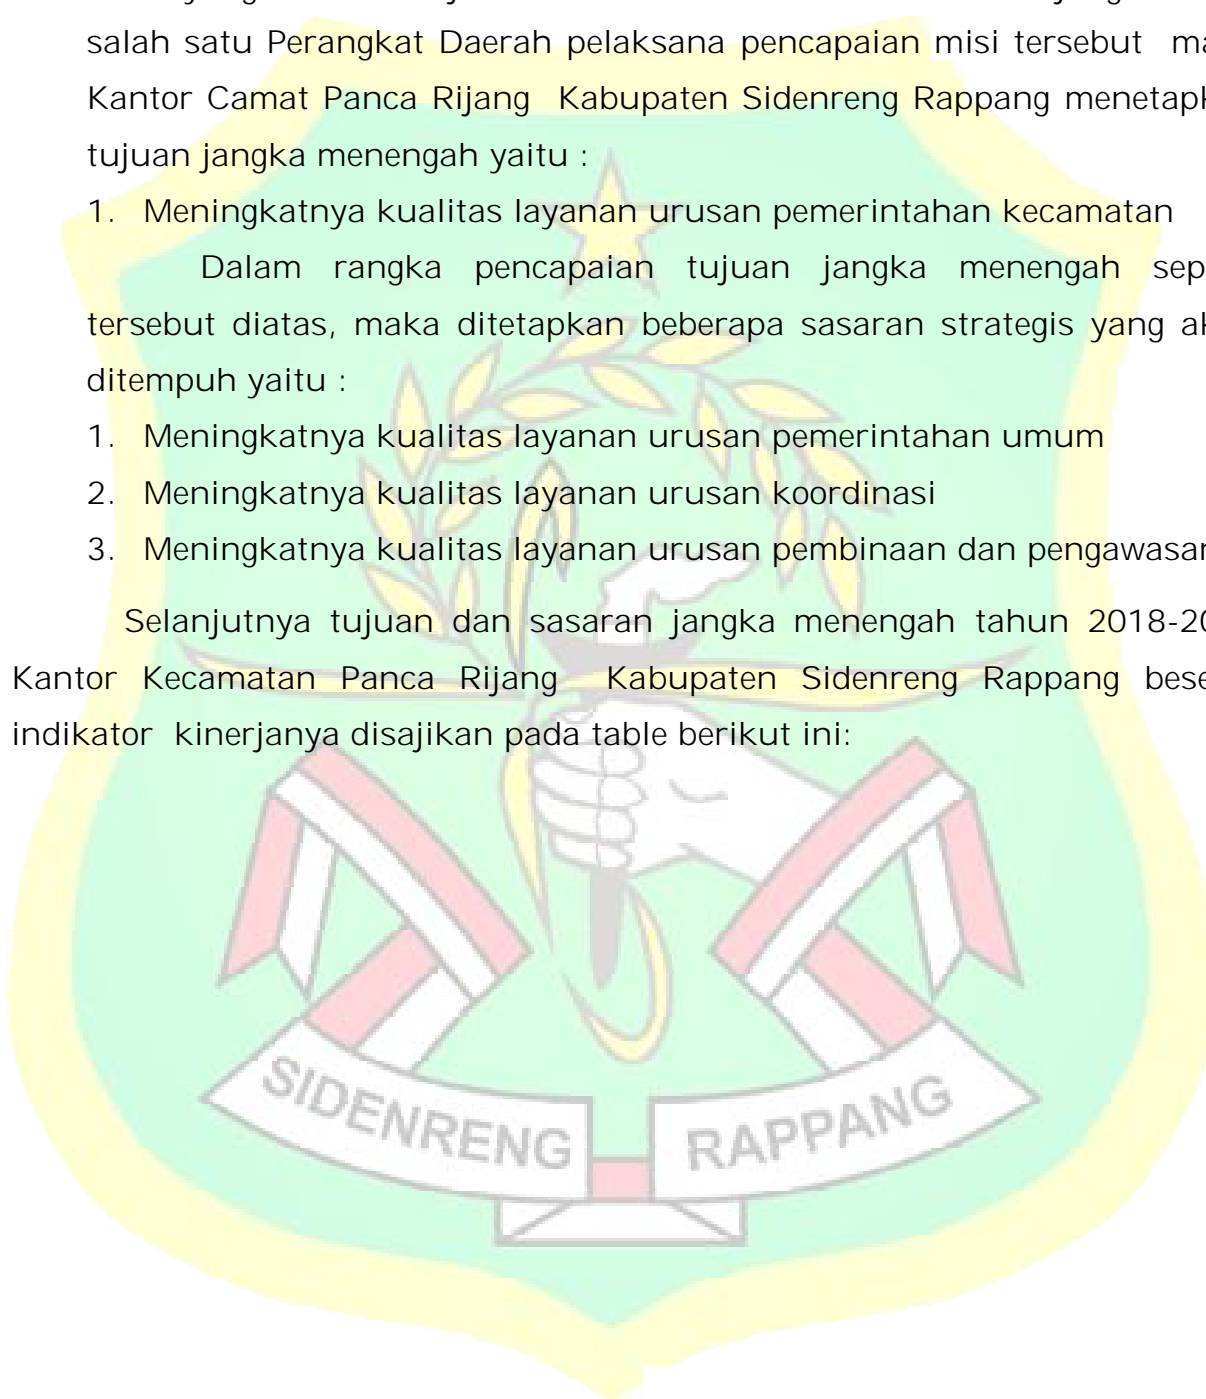 salah satu Perangkat Daerah pelaksana pencapaian misi tersebut
Kantor Camat Panca Rijang Kabupaten Sidenreng Rappang
tujuan jangka menengah yaitu :
1. Meningkatnya kualitas layanan urusan pemerintahan kecamatan
Dalam rangka pencapaian tujuan jangka menengah
tersebut diatas, maka ditetapkan beberapa sasaran strategis yang
ditempuh yaitu :
1. Meningkatnya kualitas layanan urusan pemerintahan umum
2. Meningkatnya kualitas layanan urusan koordinasi
3. Meningkatnya kualitas layanan urusan pembinaan dan pengawasan
Selanjutnya tujuan dan sasaran jangka menengah tahun
Kantor Kecamatan Panca Rijang Kabupaten Sidenreng Rappang
indikator kinerjanya disajikan pada table berikut ini:
SIDENRENG RAPPANG